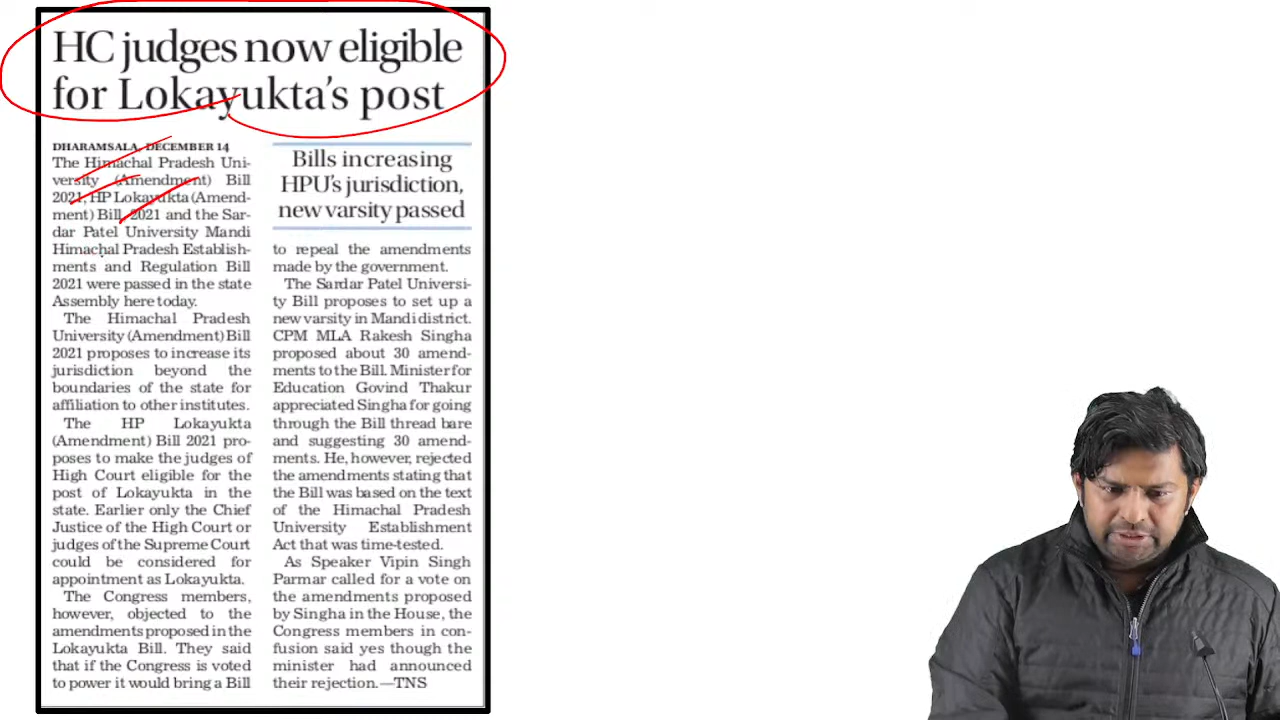 HC judges now eligible
for Lokayukta's post
DHARAMSALA, DECEMBER 14
The Himachal Pradesh Uni-
versity (Amendment) Bill
2021, HP Lokayukta (Amend-
ment) Bill, 2021 and the Sar-
dar Patel University Mandi
Himachal Pradesh Establish-
ments and Regulation Bill
2021 were passed in the state
Assembly here today.
The Himachal Pradesh
University (Amendment) Bill
2021 proposes to increase its
jurisdiction beyond the
boundaries of the state for
affiliation to other institutes.
The HP Lokayukta
(Amendment) Bill 2021 pro-
poses to make the judges of
High Court eligible for the
post of Lokayukta in the
state. Earlier only the Chief
Justice of the High Court or
judges of the Supreme Court
could be considered for
appointment as Lokayukta.
The Congress members,
however, objected to the
amendments proposed in the
Lokayukta Bill. They said
that if the Congress is voted
to power it would bring a Bill
Bills increasing
HPU's jurisdiction,
new varsity passed
to repeal the amendments
made by the government.
The Sardar Patel Universi-
ty Bill proposes to set up a
new varsity in Mandi district.
CPM MLA Rakesh Singha
proposed about 30 amend-
ments to the Bill. Minister for
Education Govind Thakur
appreciated Singha for going
through the Bill thread bare
and suggesting 30 amend-
ments. He, however, rejected
the amendments stating that
the Bill was based on the text
of the Himachal Pradesh
University Establishment
Act that was time-tested.
As Speaker Vipin Singh
Parmar called for a vote on
the amendments proposed
by Singha in the House, the
Congress members in con-
fusion said yes though the
minister had announced
their rejection.—TNS